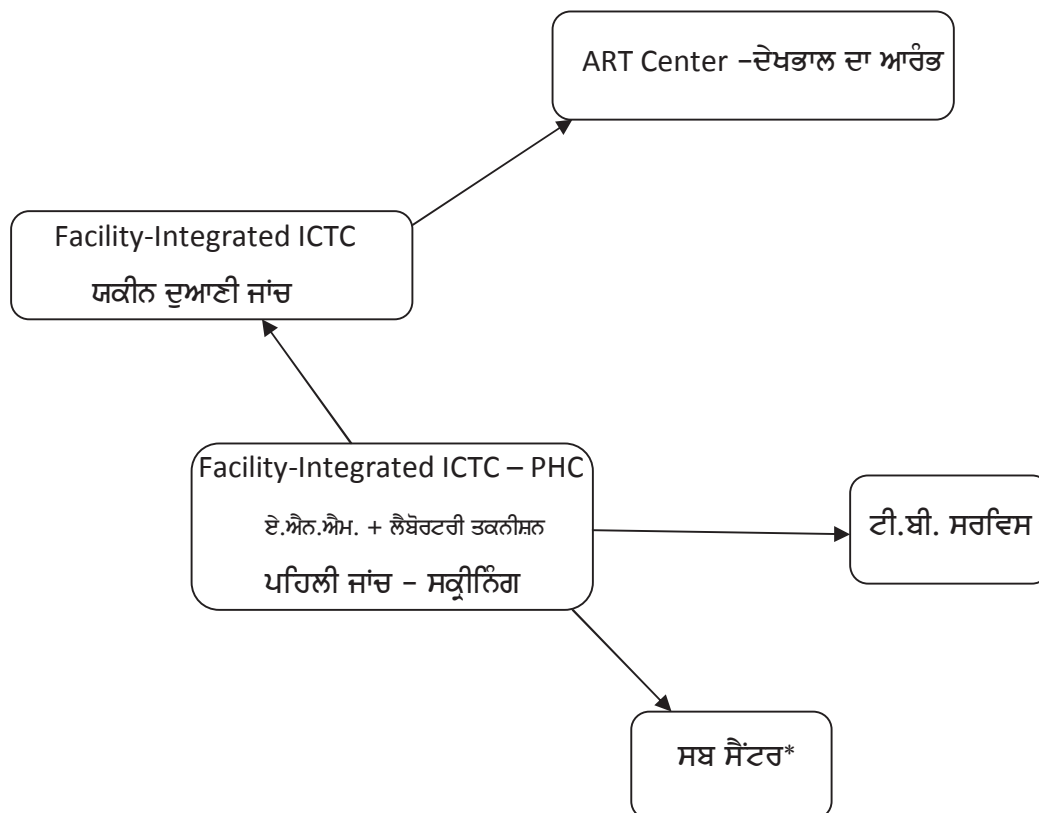 ART Center –ਦੇਖਭਾਲ ਦਾ ਆਰੰਭ
Facility-Integrated ICTC
ਯਕੀਨ ਦੁਆਣੀ ਜਾਂਚ
Facility-Integrated ICTC – PHC
ਏ.ਐਨ.ਐਮ. + ਲੈਬੋਰਟਰੀ ਤਕਨੀਸ਼ਨ
ਪਹਿਲੀ ਜਾਂਚ – ਸਕ੍ਰੀਨਿੰਗ
ਟੀ.ਬੀ. ਸਰਵਿਸ
ਸਬ ਸੈਂਟਰ*